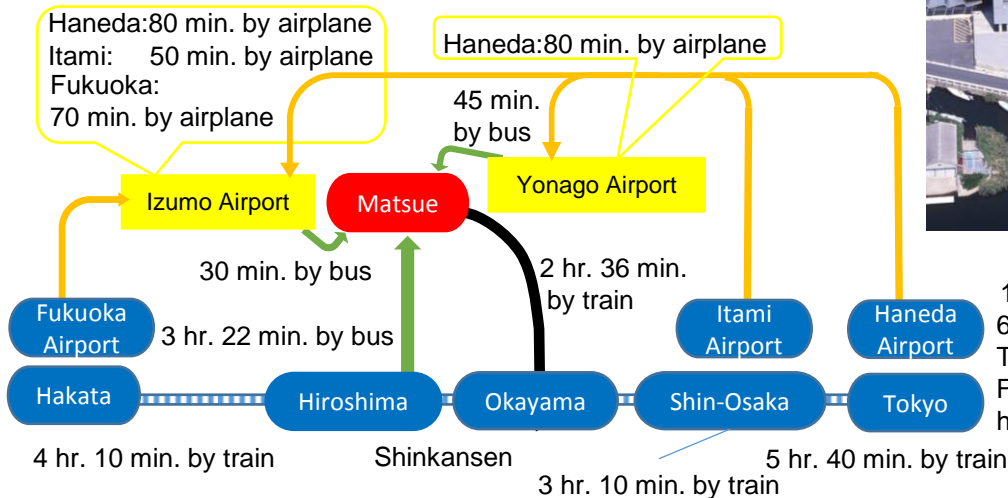 Haneda:80 min. by airplane
Itami: 50 min. by airplane
Fukuoka:
70 min. by airplane
Haneda:80 min. by airplane
45 min.
by bus
Izumo Airport
Matsue
Yonago Airport
30 min. by bus
2 hr. 36 min.
by train
Fukuoka
Airport
3 hr. 22 min. by bus
Itami
Airport
Haneda
Airport
Hakata
Hiroshima
Okayama
Shin-Osaka
Tokyo
4 hr. 10 min. by train
Shinkansen
3 hr. 10 min. by train
5 hr. 40 min. by train
1
6
T
F
h